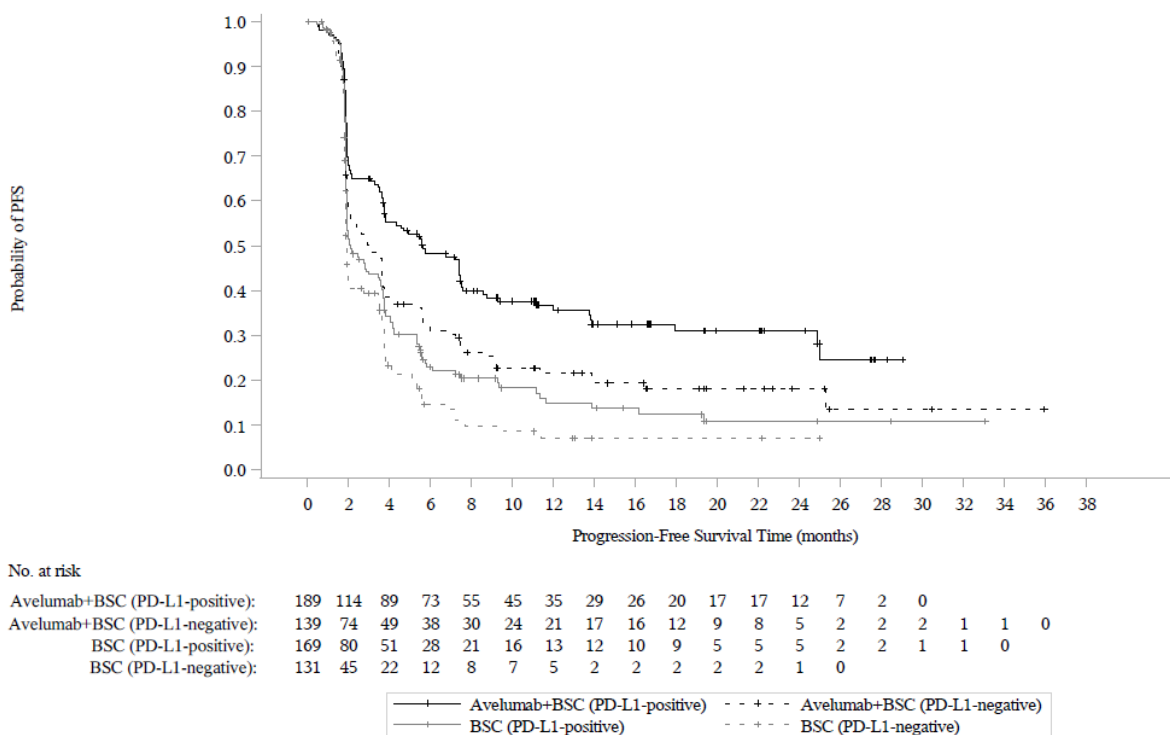 1.0
0.9
0.8
0.7
0.6
0.5
0.4
0.3
0.2
0.1
0.0
Probability of PFS
0 2 4 6 8 10 12 14 16 18 20 22 24 26 28 30 32 34 36 38
Progression-Free Survival Time (months)
No. at risk
Avelumab+BSC (PD-L1-positive): 189 114 89 73 55 45 35 29 26 20 17 17 12 7 2 0
Avelumab+BSC (PD-L1-negative): 139 74 49 38 30 24 21 17 16 12 9 8 5 2 2 2 1 1 0
BSC (PD-L1-positive): 169 80 51 28 21 16 13 12 10 9 5 5 5 2 2 1 1 0
BSC (PD-L1-negative): 131 45 22 12 8 7 5 2 2 2 2 2 1 0
Avelumab+BSC (PD-L1-positive) Avelumab+BSC (PD-L1-negative)
BSC (PD-L1-positive) BSC (PD-L1-negative)